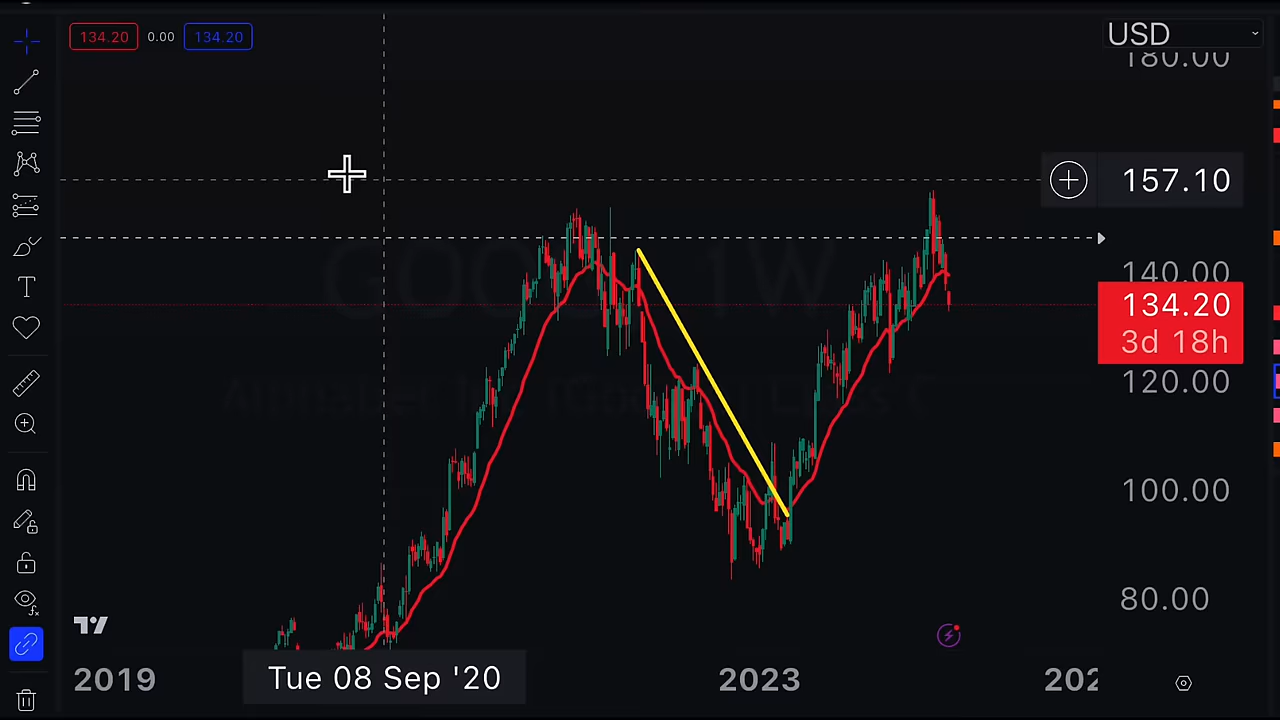 134.20 0.00 134.20
USD
180.00
157.10
140.00
134.20
3d 18h
120.00
100.00
80.00
2019 Tue 08 Sep '20 2023